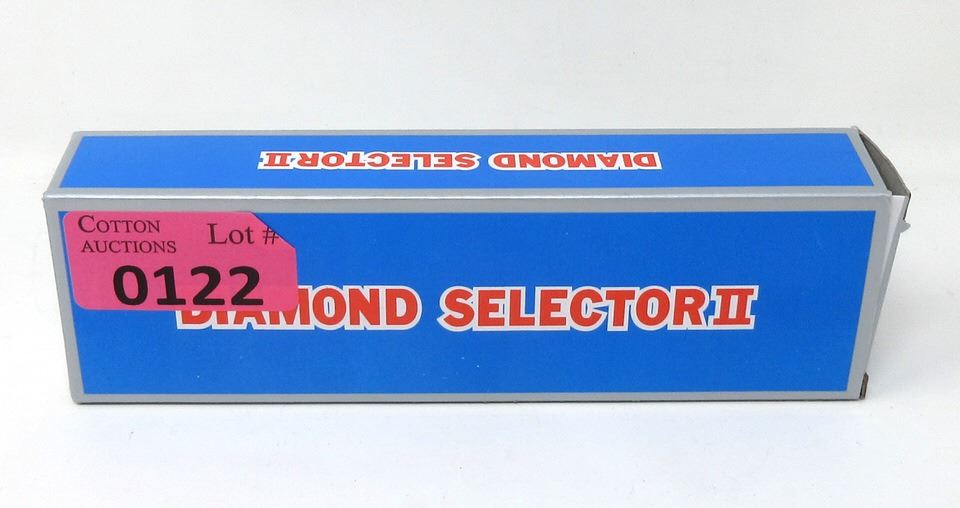 DIAMOND SELECTOR II
COTTON
AUCTIONS
Lot #
0122
DIAMOND SELECTOR II